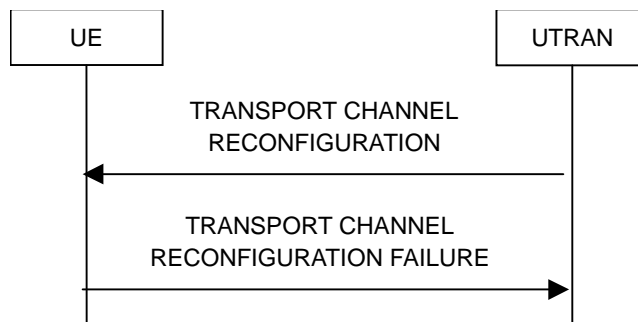 UE
UTRAN
TRANSPORT CHANNEL
RECONFIGURATION
TRANSPORT CHANNEL
RECONFIGURATION FAILURE